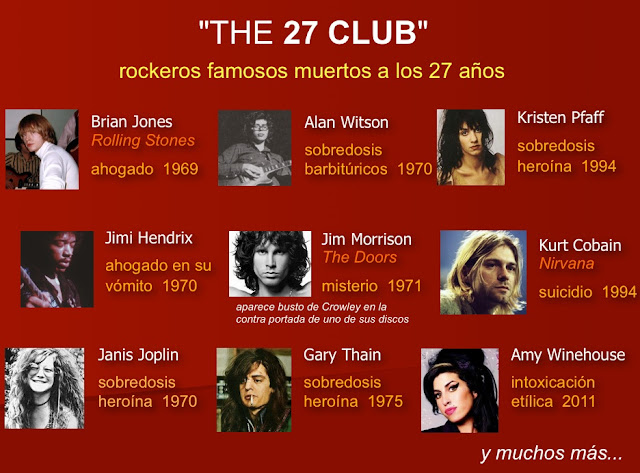 "THE 27 CLUB"
rockeros famosos muertos a los 27 años
Brian Jones
Rolling Stones
ahogado 1969
Alan Witson
sobredosis
barbitúricos 1970
Kristen Pfaff
sobredosis
heroína 1994
Jimi Hendrix
ahogado en su
vómito 1970
Jim Morrison
The Doors
misterio 1971
aparece busto de Crowley en la
contra portada de uno de sus discos
Kurt Cobain
Nirvana
suicidio 1994
Janis Joplin
sobredosis
heroína 1970
Gary Thain
sobredosis
heroína 1975
Amy Winehouse
intoxicación
etílica 2011
y muchos más...